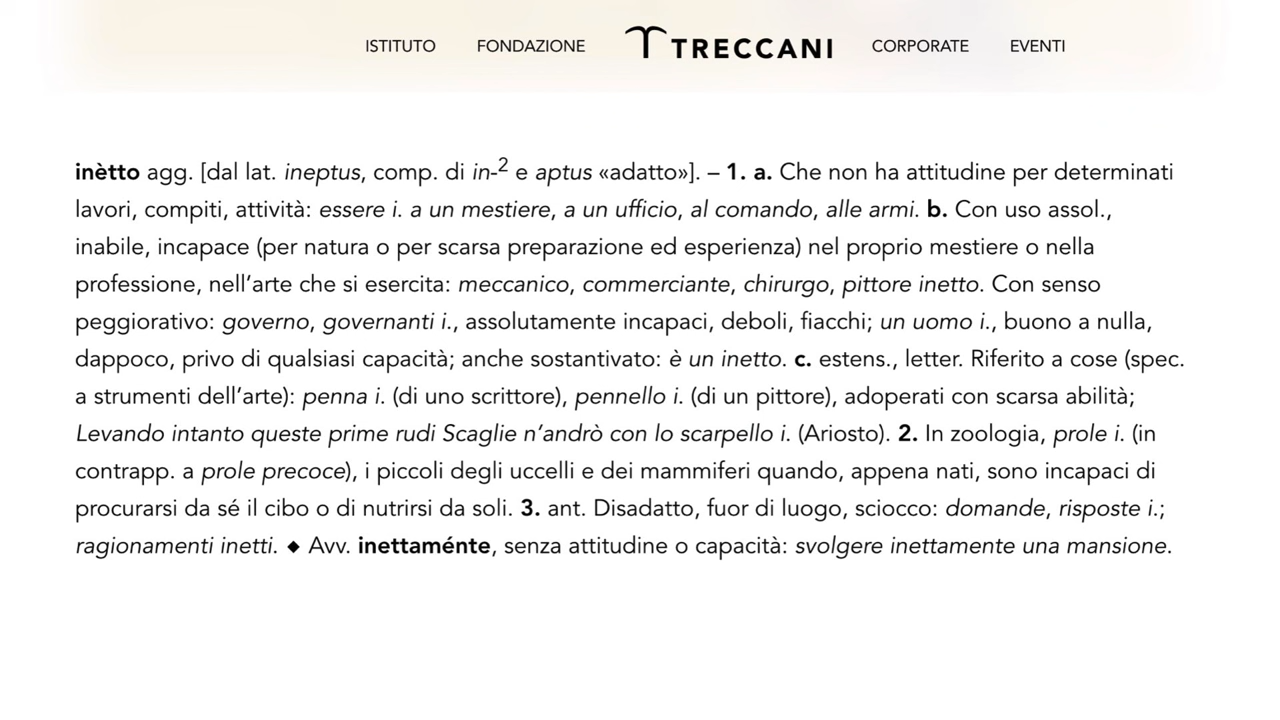 ISTITUTO FONDAZIONE TRECCANI CORPORATE EVENTI
inètto agg. [dal lat. ineptus, comp. di in-2 e aptus «adatto»]. – 1. a. Che non ha attitudine per determinati
lavori, compiti, attività: essere i. a un mestiere, a un ufficio, al comando, alle armi. b. Con uso assol.,
inabile, incapace (per natura o per scarsa preparazione ed esperienza) nel proprio mestiere o nella
professione, nell’arte che si esercita: meccanico, commerciante, chirurgo, pittore inetto. Con senso
peggiorativo: governo, governanti i., assolutamente incapaci, deboli, fiacchi; un uomo i., buono a nulla,
dappoco, privo di qualsiasi capacità; anche sostantivato: è un inetto. c. estens., letter. Riferito a cose (spec.
a strumenti dell’arte): penna i. (di uno scrittore), pennello i. (di un pittore), adoperati con scarsa abilità;
Levando intanto queste prime rudi Scaglie n’andrò con lo scarpello i. (Ariosto). 2. In zoologia, prole i. (in
contrapp. a prole precoce), i piccoli degli uccelli e dei mammiferi quando, appena nati, sono incapaci di
procurarsi da sé il cibo o di nutrirsi da soli. 3. ant. Disadatto, fuor di luogo, sciocco: domande, risposte i.;
ragionamenti inetti. ◆ Avv. inettaménte, senza attitudine o capacità: svolgere inettamente una mansione.